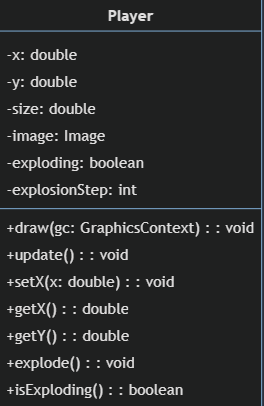 Player
-x: double
-y: double
-size: double
-image: Image
-exploding: boolean
-explosionStep: int
+draw(gc: GraphicsContext) : : void
+update() : : void
+setX(x: double) : : void
+getX() : : double
+getY() : : double
+explode() : : void
+isExploding() : : boolean